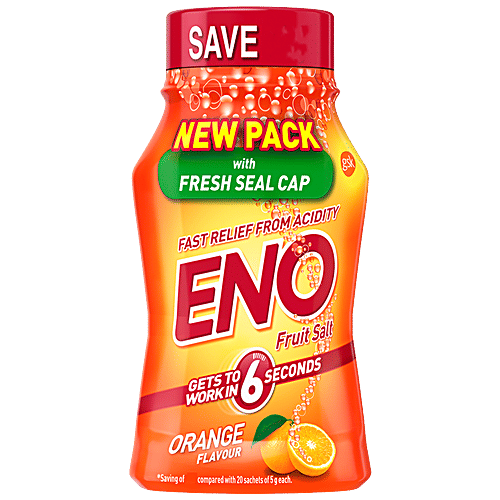 SAVE
NEW PACK
with
FRESH SEAL CAP
gsk
FAST RELIEF FROM ACIDITY
ENO
Fruit Salt
GETS TO
WORK IN 6 SECONDS
ORANGE
FLAVOUR
*Saving of compared with 20 sachets of 5g each.